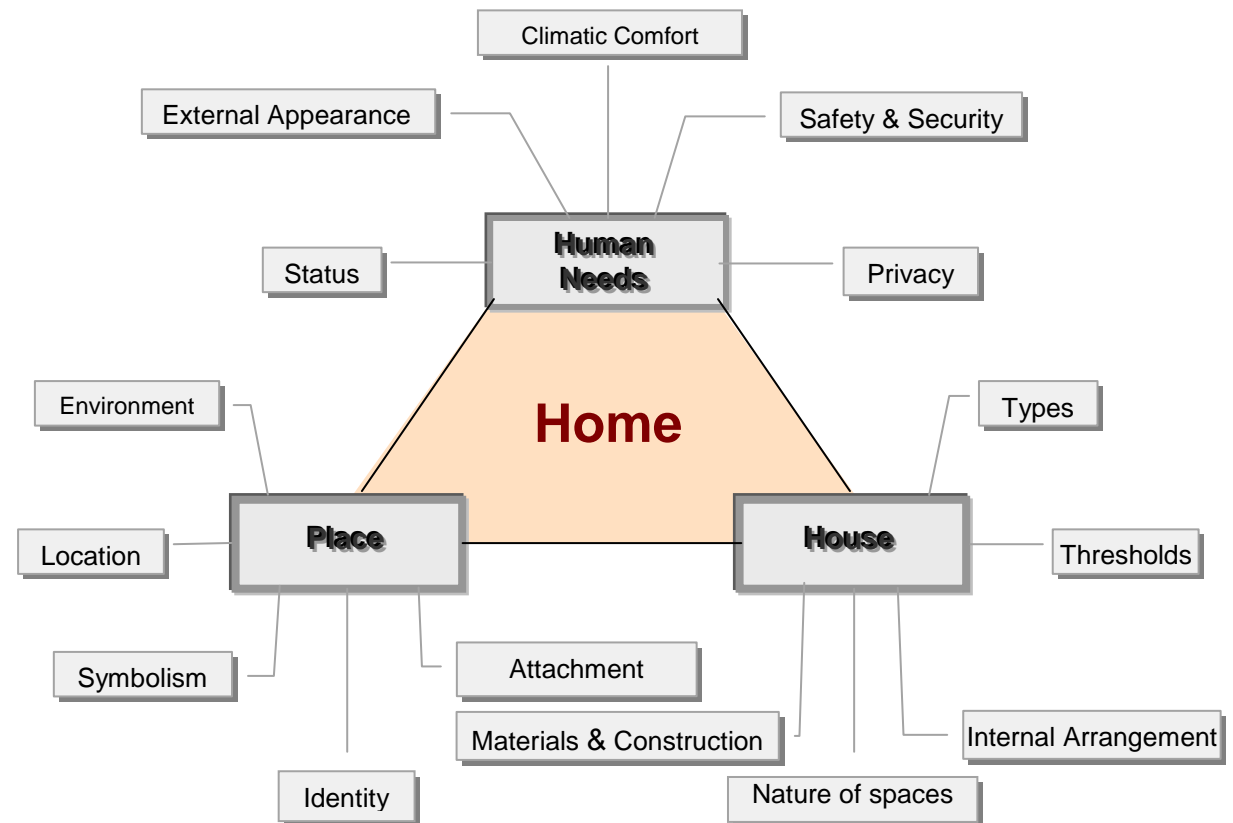 Climatic Comfort
External Appearance
Safety & Security
Human
Needs
Status
Privacy
Environment
Types
Home
Place
House
Location
Thresholds
Symbolism
Attachment
Materials & Construction
Internal Arrangement
Identity
Nature of spaces